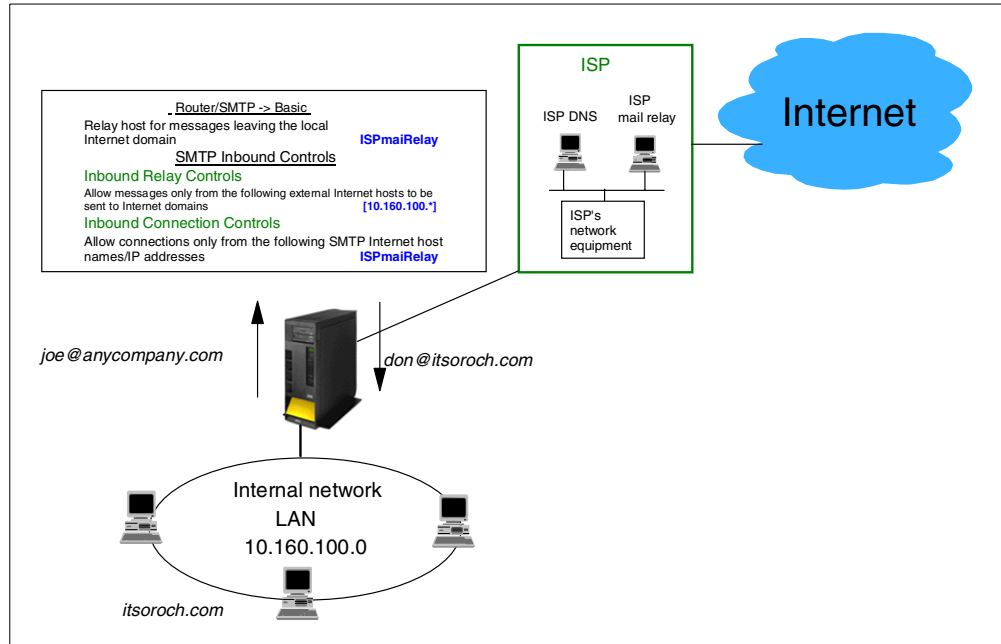 Router/SMTP -> Basic
Relay host for messages leaving the local
Internet domain ISPmaiRelay
SMTP Inbound Controls
Inbound Relay Controls
Allow messages only from the following external Internet hosts to be
sent to Internet domains [10.160.100.*]
Inbound Connection Controls
Allow connections only from the following SMTP Internet host
names/IP addresses ISPmaiRelay
ISP
ISP DNS
ISP
mail relay
ISP's
network
equipment
Internet
joe@anycompany.com
don@itsoroch.com
Internal network
LAN
10.160.100.0
itsoroch.com